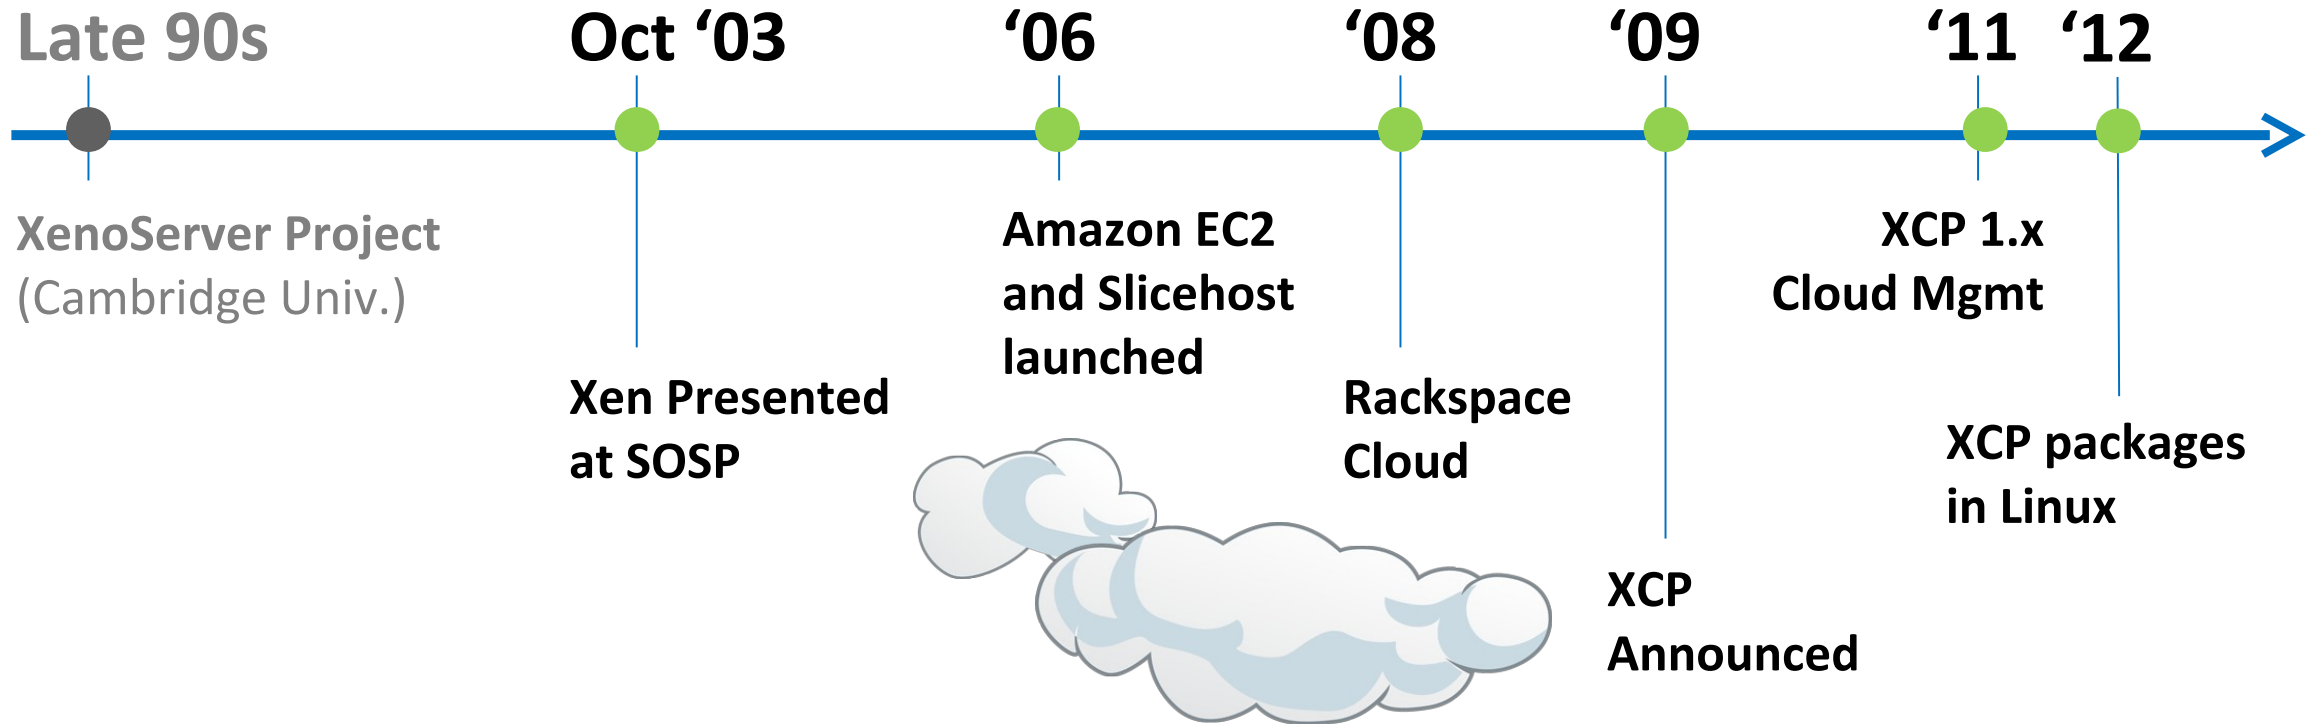 Late 90s
Oct ‘03
‘06
‘08
‘09
‘11
‘12
XenoServer Project
(Cambridge Univ.)
Xen Presented
at SOSP
Amazon EC2
and Slicehost
launched
Rackspace
Cloud
XCP
Announced
XCP 1.x
Cloud Mgmt
XCP packages
in Linux